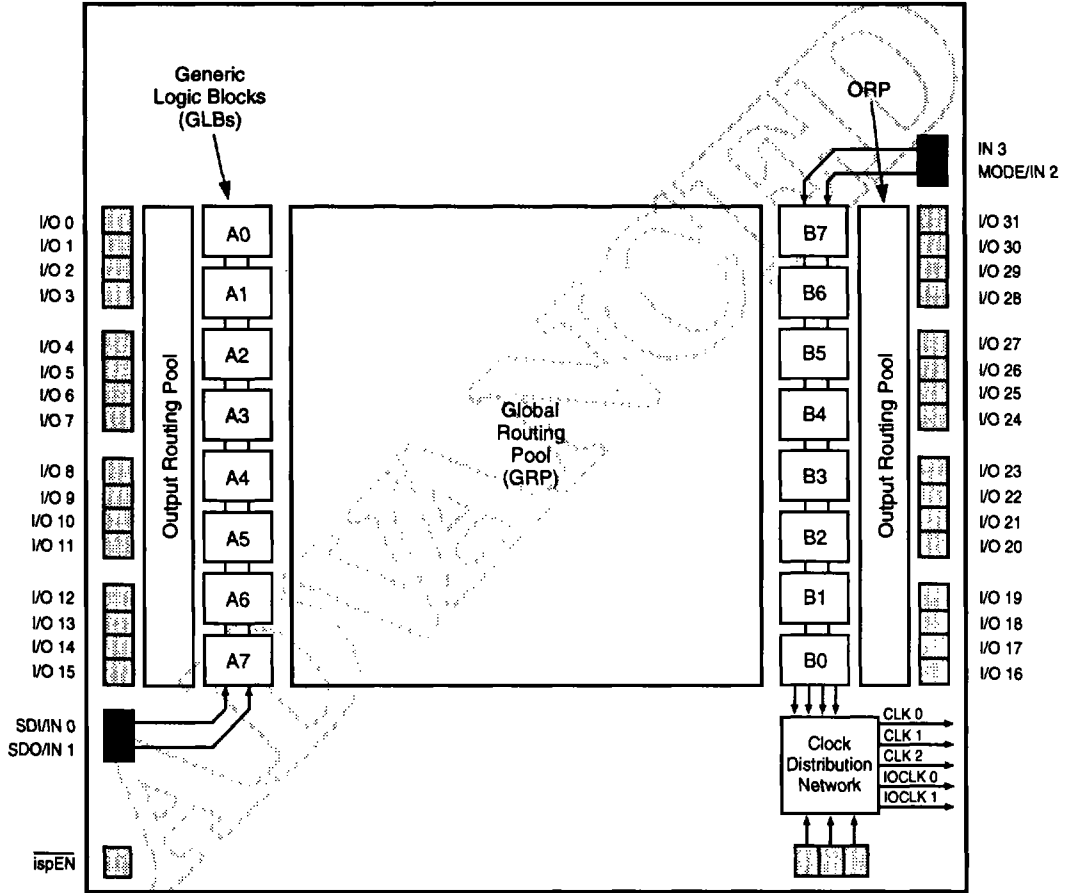 Generic
Logic Blocks
(GLBs)
ORP
IN 3
MODE/IN 2
I/O 0
I/O 1
I/O 2
I/O 3
I/O 4
I/O 5
I/O 6
I/O 7
I/O 8
I/O 9
I/O 10
I/O 11
I/O 12
I/O 13
I/O 14
I/O 15
Output Routing Pool
A0
A1
A2
A3
A4
A5
A6
A7
Global
Routing
Pool
(GRP)
B7
B6
B5
B4
B3
B2
B1
B0
Output Routing Pool
I/O 31
I/O 30
I/O 29
I/O 28
I/O 27
I/O 26
I/O 25
I/O 24
I/O 23
I/O 22
I/O 21
I/O 20
I/O 19
I/O 18
I/O 17
I/O 16
SDI/IN 0
SDO/IN 1
Clock
Distribution
Network
CLK 0
CLK 1
CLK 2
IOCLK 0
IOCLK 1
ispEN